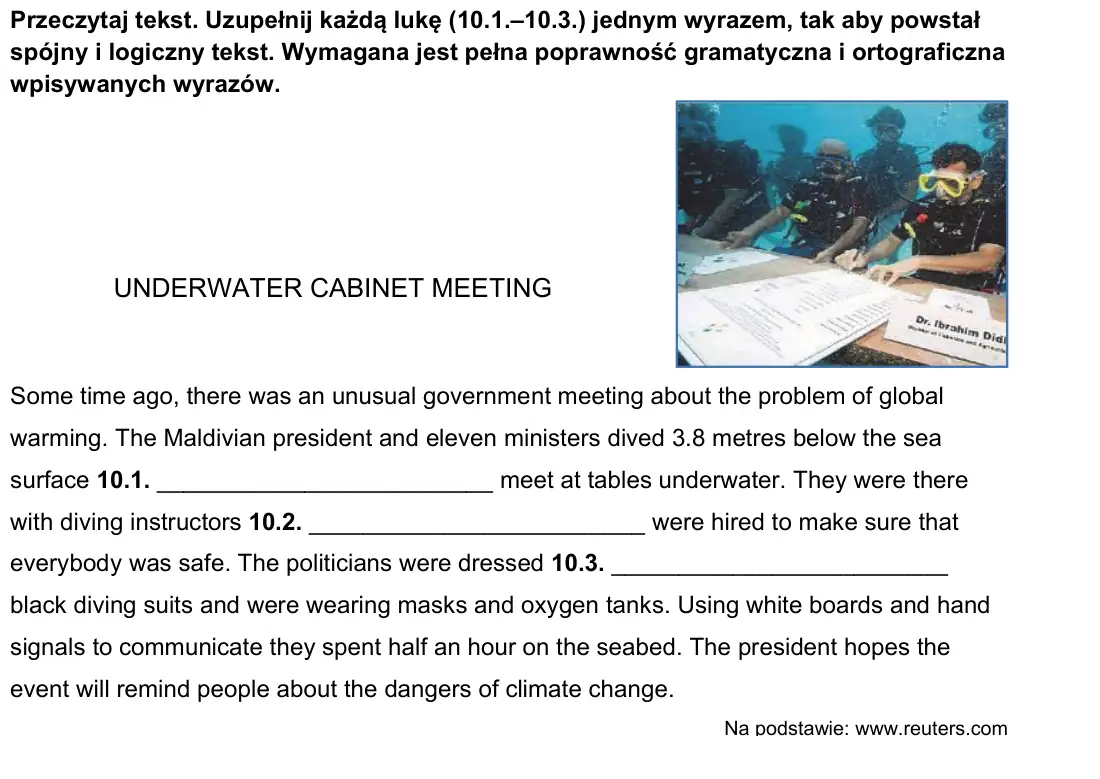 Przeczytaj tekst. Uzupełnij każdą lukę (10.1.–10.3.) jednym wyrazem, tak aby powstał
spójny i logiczny tekst. Wymagana jest pełna poprawność gramatyczna i ortograficzna
wpisywanych wyrazów.
UNDERWATER CABINET MEETING
Dr. Ibrahim Didi
Some time ago, there was an unusual government meeting about the problem of global
warming. The Maldivian president and eleven ministers dived 3.8 metres below the sea
surface 10.1. _________________________ meet at tables underwater. They were there
with diving instructors 10.2. _________________________ were hired to make sure that
everybody was safe. The politicians were dressed 10.3. _________________________
black diving suits and were wearing masks and oxygen tanks. Using white boards and hand
signals to communicate they spent half an hour on the seabed. The president hopes the
event will remind people about the dangers of climate change.
Na podstawie: www.reuters.com